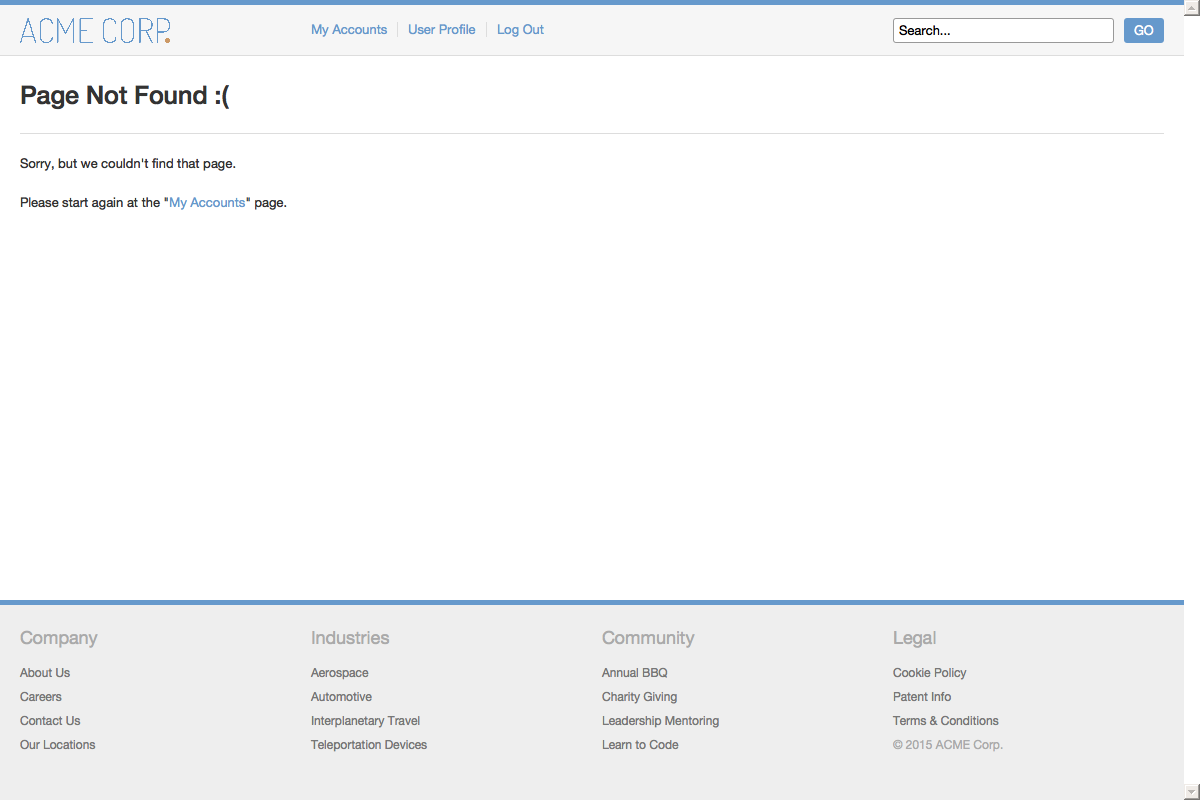 ACME CORP.
My Accounts
User Profile
Log Out
Search...
GO
Page Not Found :(
Sorry, but we couldn't find that page.
Please start again at the "My Accounts" page.
Company
About Us
Careers
Contact Us
Our Locations
Industries
Aerospace
Automotive
Interplanetary Travel
Teleportation Devices
Community
Annual BBQ
Charity Giving
Leadership Mentoring
Learn to Code
Legal
Cookie Policy
Patent Info
Terms & Conditions
© 2015 ACME Corp.